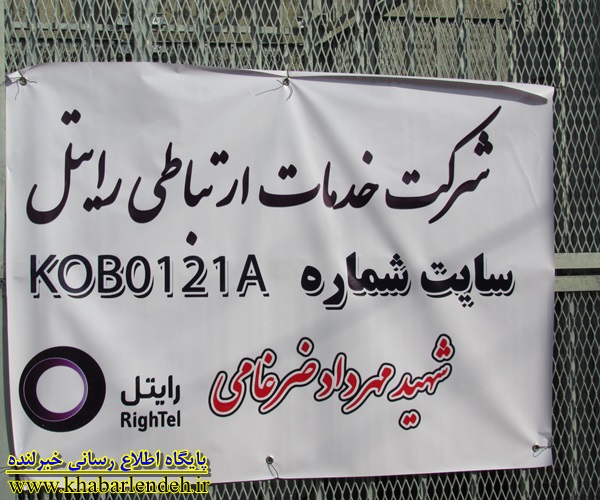 شرکت خدمات ارتباطی رایتل
سایت شماره KOB0121A
شهید مهرداد ضرغامی
رایتل
RighTel
پایگاه اطلاع رسانی خبرلنده
www.khabarlendeh.ir